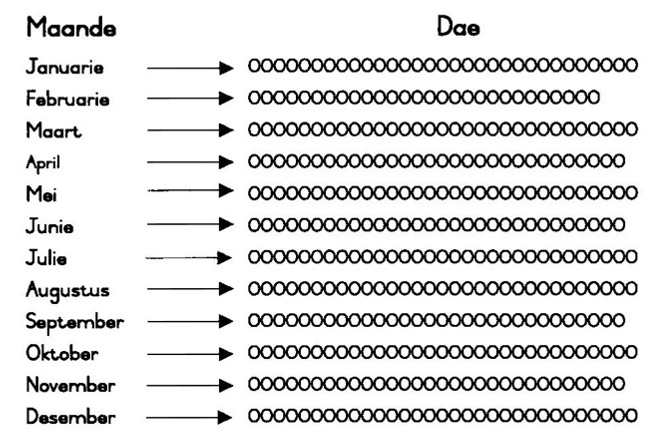 Maande Dae
Januarie OOOOOOOOOOOOOOOOOOOOOOOOOOOOOOO
Februarie OOOOOOOOOOOOOOOOOOOOOOOOOOOO
Maart OOOOOOOOOOOOOOOOOOOOOOOOOOOOOOO
April OOOOOOOOOOOOOOOOOOOOOOOOOOOOOO
Mei OOOOOOOOOOOOOOOOOOOOOOOOOOOOOOO
Junie OOOOOOOOOOOOOOOOOOOOOOOOOOOOOO
Julie OOOOOOOOOOOOOOOOOOOOOOOOOOOOOOO
Augustus OOOOOOOOOOOOOOOOOOOOOOOOOOOOOOO
September OOOOOOOOOOOOOOOOOOOOOOOOOOOOOO
Oktober OOOOOOOOOOOOOOOOOOOOOOOOOOOOOOO
November OOOOOOOOOOOOOOOOOOOOOOOOOOOOOO
Desember OOOOOOOOOOOOOOOOOOOOOOOOOOOOOOO